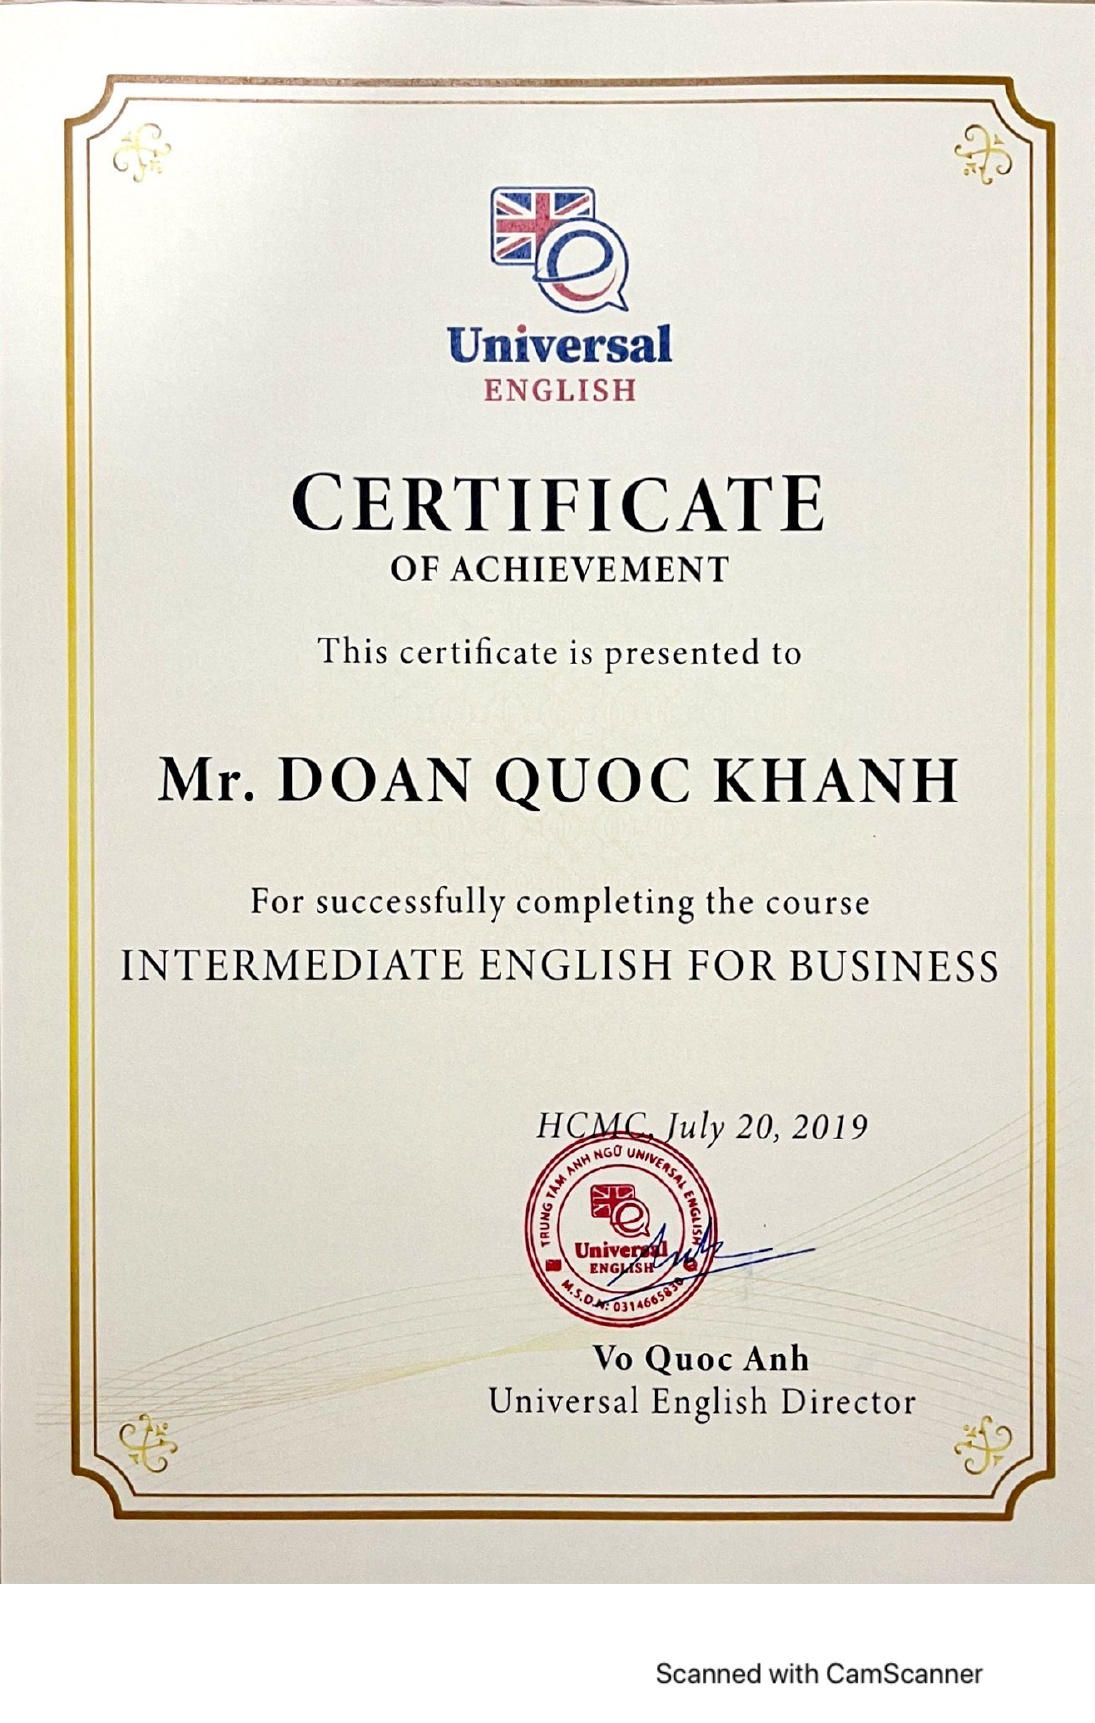 Universal
ENGLISH
CERTIFICATE
OF ACHIEVEMENT
This certificate is presented to
Mr. DOAN QUOC KHANH
For successfully completing the course
INTERMEDIATE ENGLISH FOR BUSINESS
HCMC, July 20, 2019
TRUNG TÂM ANH NGỮ UNIVERSAL ENGLISH
Universal
ENGLISH
M.S.D.N: 0314665830
Vo Quoc Anh
Universal English Director
Scanned with CamScanner